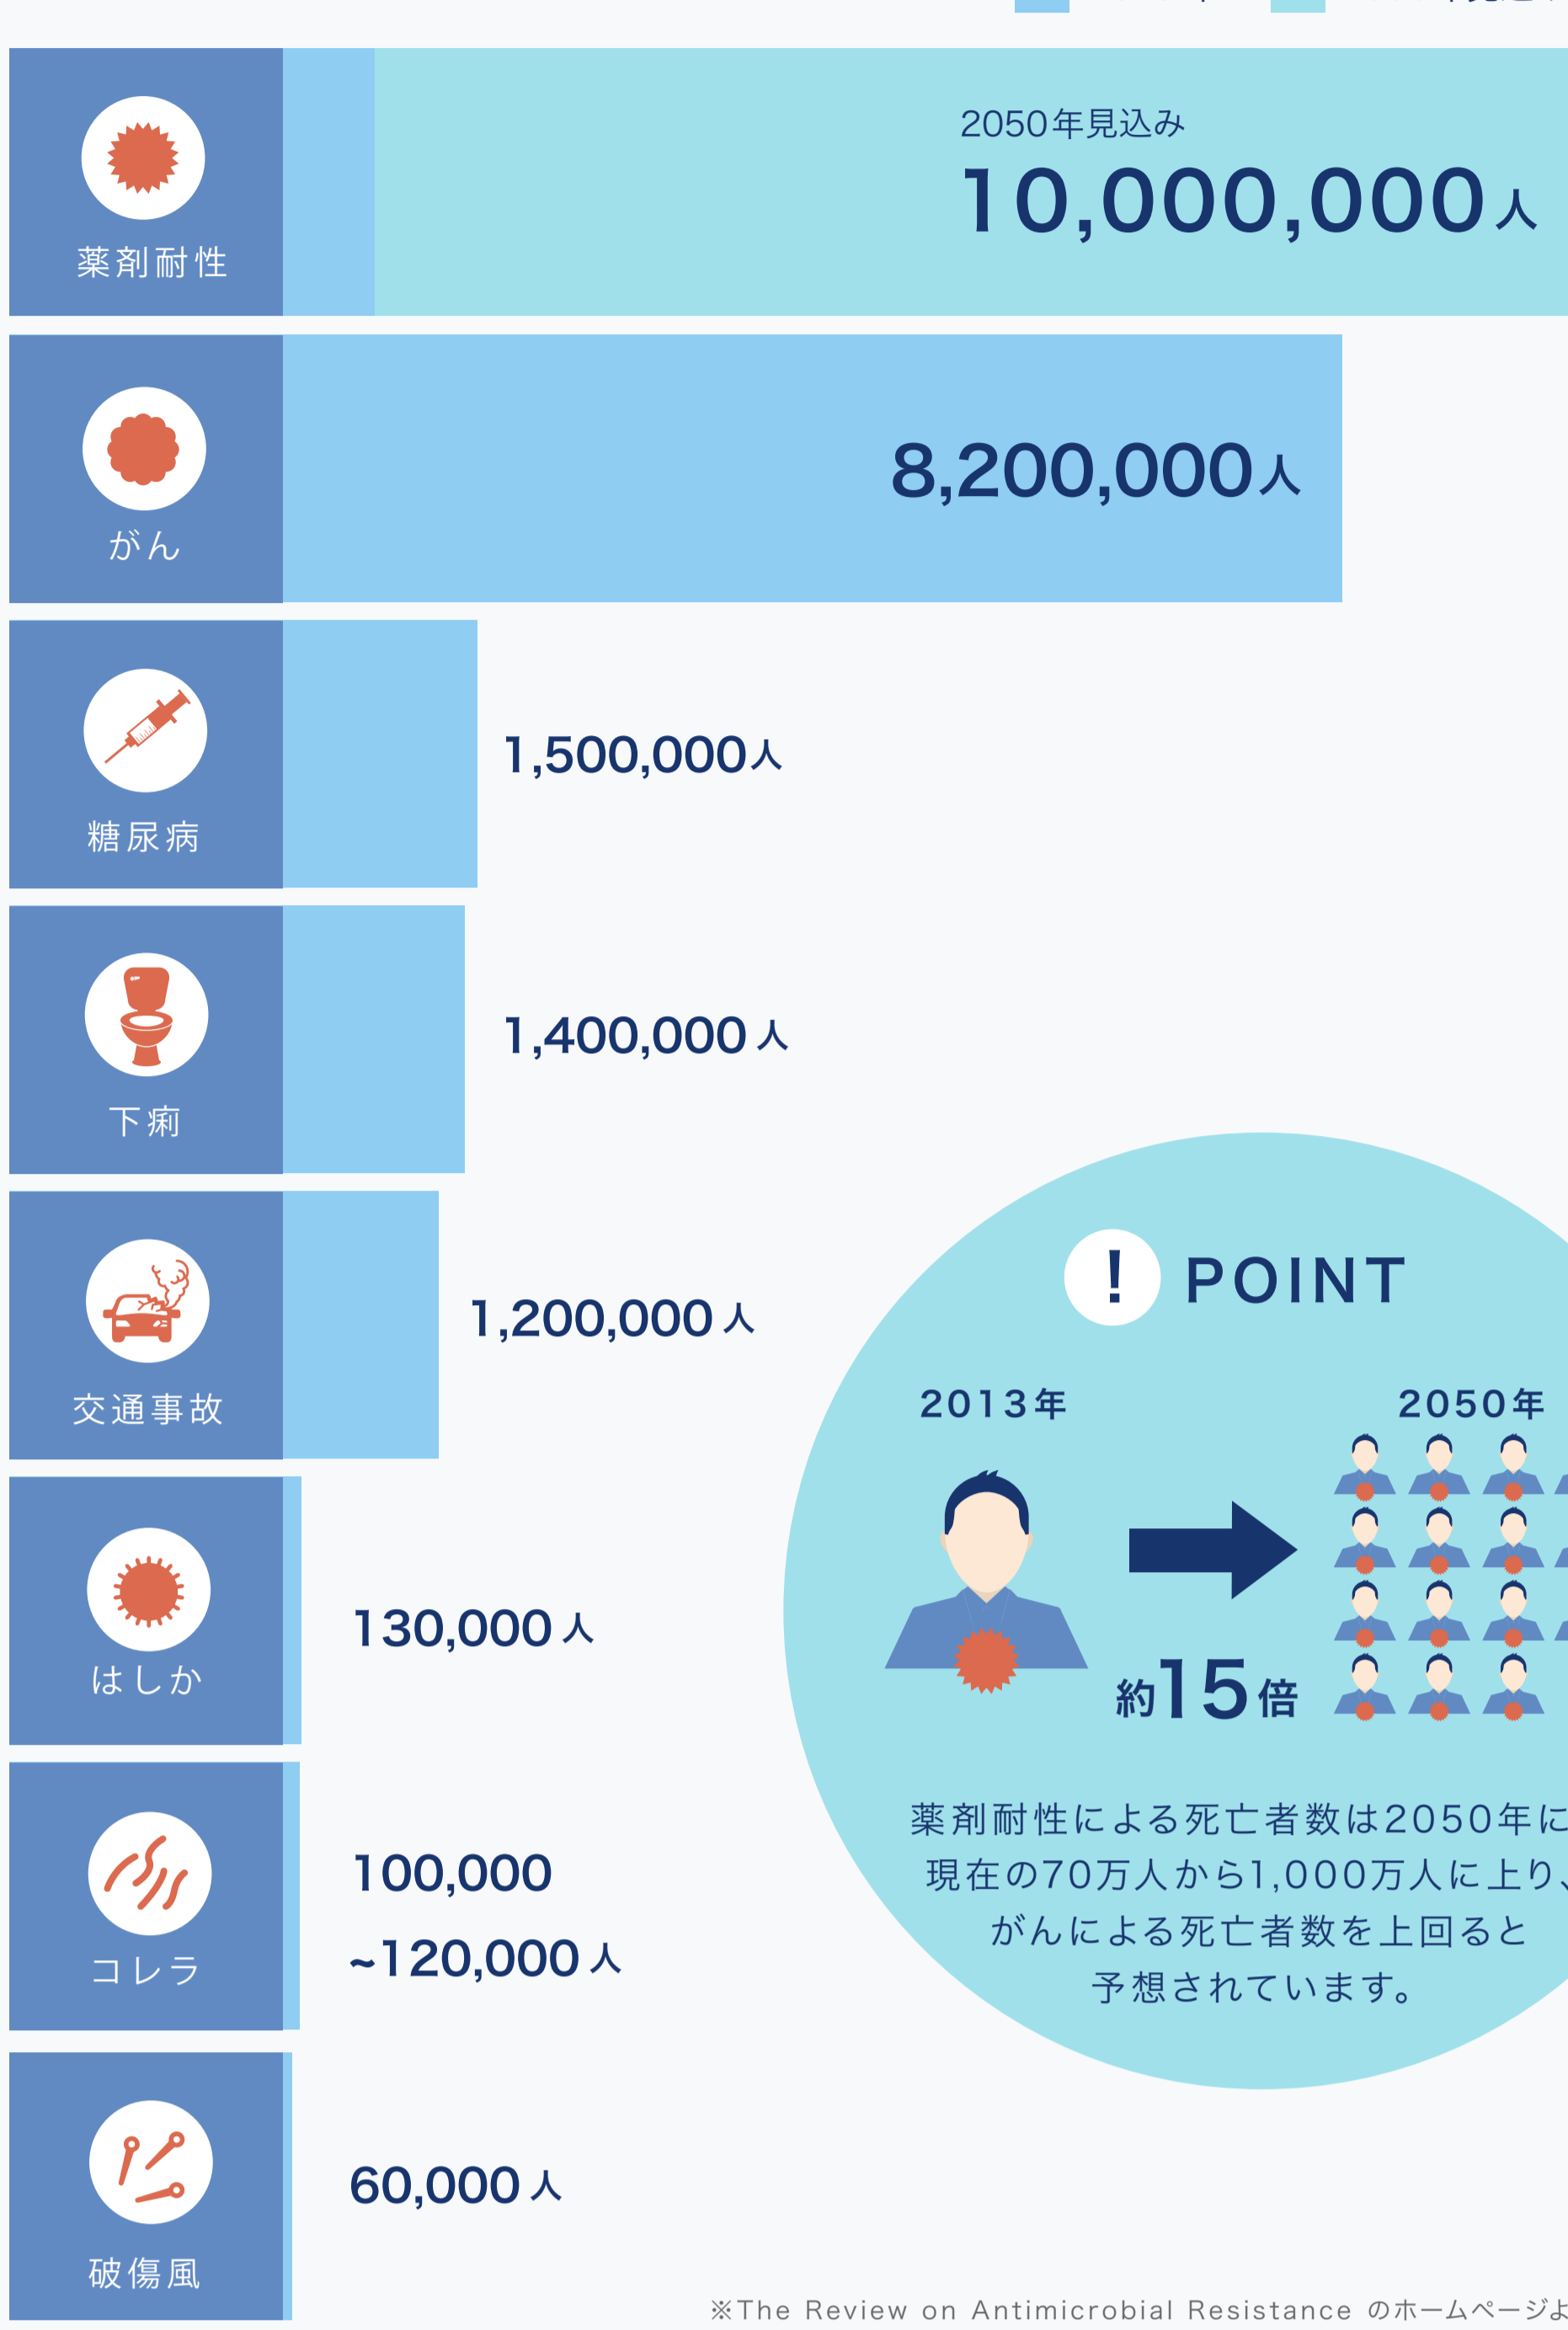 2050年見込み
10,000,000人
薬剤耐性
8,200,000人
がん
1,500,000人
糖尿病
1,400,000人
下痢
1,200,000人
交通事故
130,000人
はしか
100,000
~120,000人
コレラ
60,000人
破傷風
! POINT
2013年
2050年
約15倍
薬剤耐性による死亡者数は2050年に
現在の70万人から1,000万人に上り、
がんによる死亡者数を上回ると
予想されています。
※The Review on Antimicrobial Resistance のホームページよ